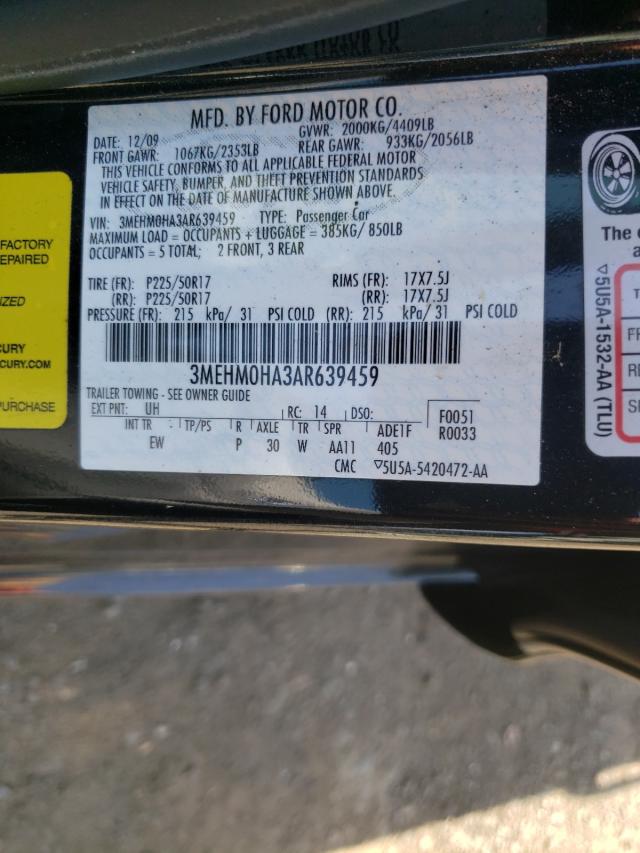 MFD. BY FORD MOTOR CO.
DATE: 12/09 GVWR: 2000KG/4409LB
FRONT GAWR: 1067KG/2353LB REAR GAWR: 933KG/2056LB
THIS VEHICLE CONFORMS TO ALL APPLICABLE FEDERAL MOTOR
VEHICLE SAFETY, BUMPER, AND THEFT PREVENTION STANDARDS
IN EFFECT ON THE DATE OF MANUFACTURE SHOWN ABOVE.
VIN: 3MEHM0HA3AR639459 TYPE: Passenger Car
MAXIMUM LOAD = OCCUPANTS + LUGGAGE = 385KG/850LB
OCCUPANTS = 5 TOTAL; 2 FRONT, 3 REAR
TIRE (FR): P225/50R17 RIMS (FR): 17X7.5J
(RR): P225/50R17 (RR): 17X7.5J
PRESSURE (FR): 215 kPa/ 31 PSI COLD (RR): 215 kPa/ 31 PSI COLD
3MEHM0HA3AR639459
TRAILER TOWING - SEE OWNER GUIDE
EXT PNT: UH RC: 14 DSO: F0051
INT TR TP/PS R AXLE TR SPR ADE1F R0033
EW P 30 W AA11 405
CMC ▽5U5A-5420472-AA
FACTORY
EPAIRED
IZED
CURY
CURY.COM
PURCHASE
The
▽5U5A-1532-AA (TLU)
T
FR
RE